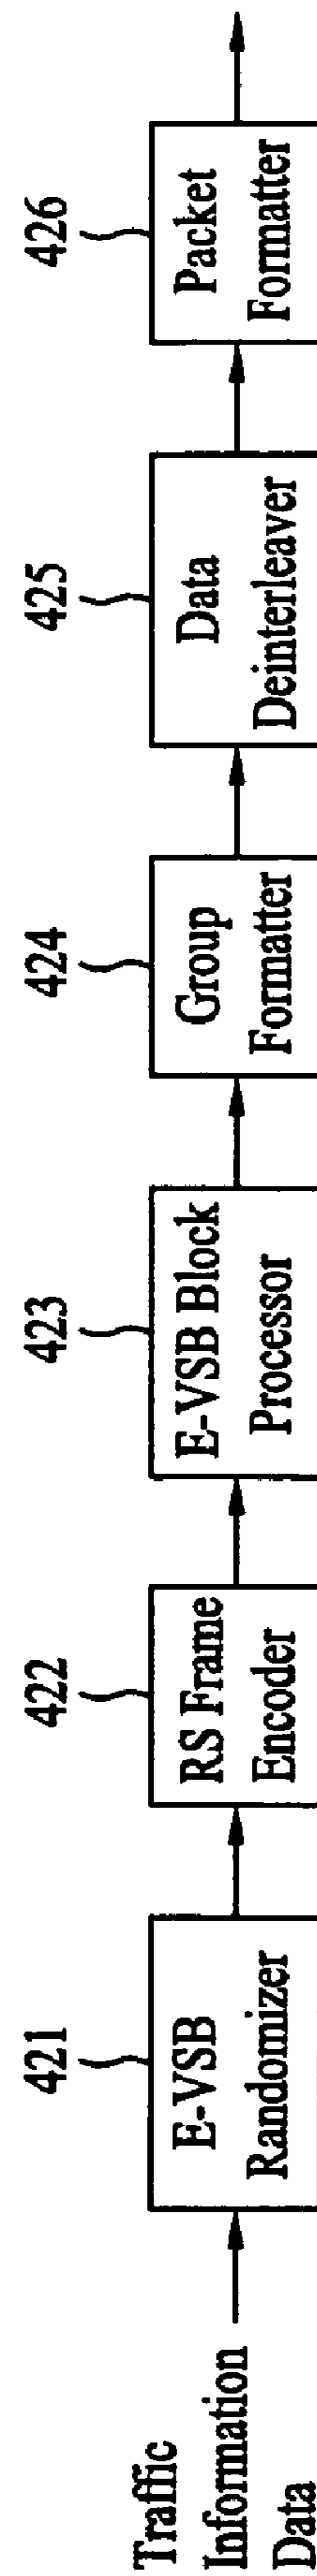 Traffic
Information
Data
421
E-VSB
Randomizer
422
RS Frame
Encoder
423
E-VSB Block
Processor
424
Group
Formatter
425
Data
Deinterleaver
426
Packet
Formatter